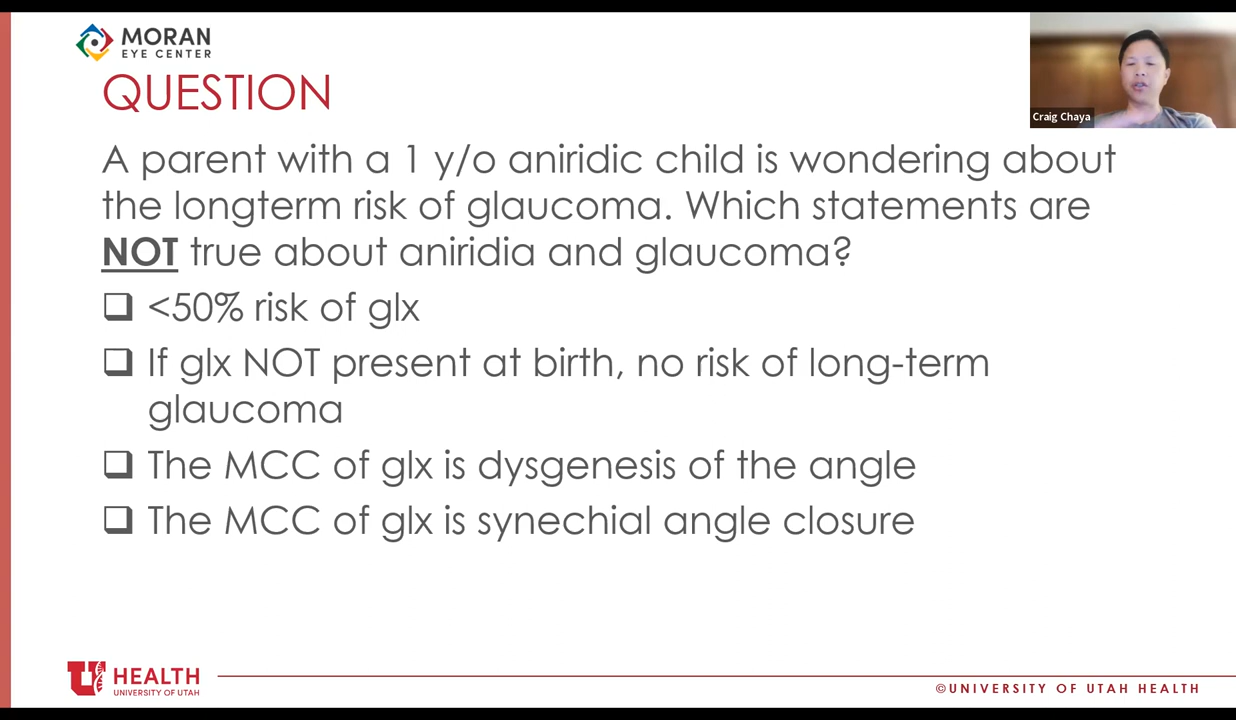 MORAN
EYE CENTER
QUESTION
Craig Chaya
A parent with a 1 y/o aniridic child is wondering about
the longterm risk of glaucoma. Which statements are
NOT true about aniridia and glaucoma?
❑ <50% risk of glx
❑ If glx NOT present at birth, no risk of long-term
glaucoma
❑ The MCC of glx is dysgenesis of the angle
❑ The MCC of glx is synechial angle closure
U HEALTH
UNIVERSITY OF UTAH
©UNIVERSITY OF UTAH HEALTH